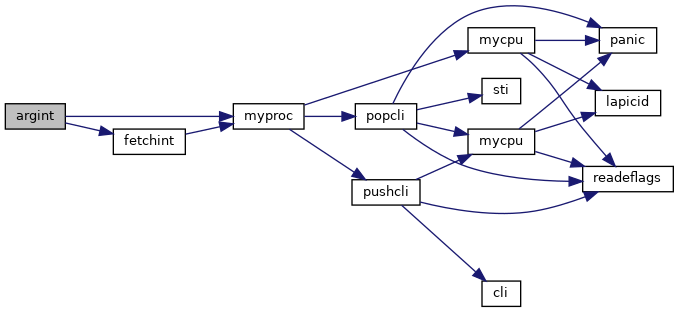 argint
fetchint
myproc
popcli
pushcli
mycpu
sti
mycpu
cli
panic
lapicid
readeflags